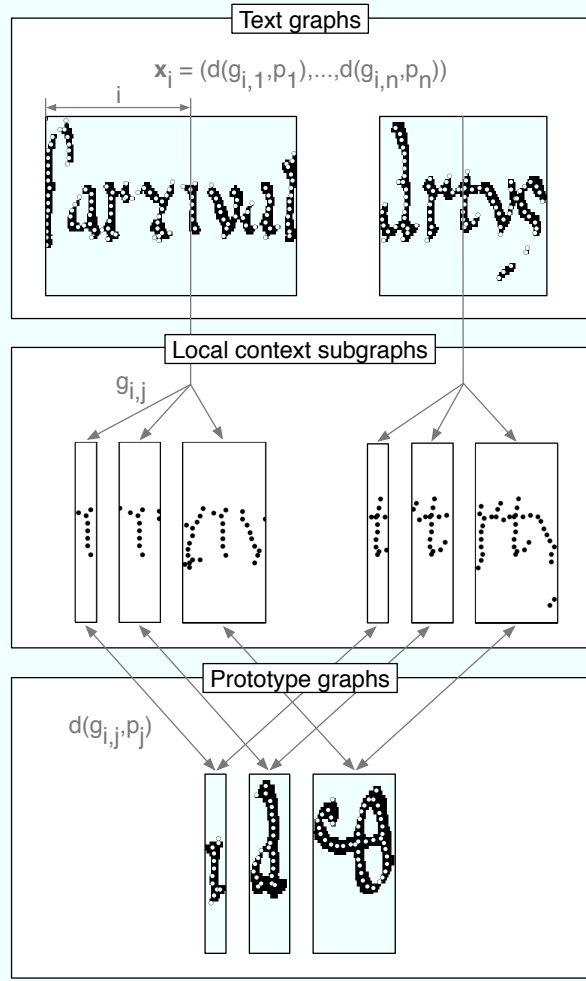 Text graphs
x_i = (d(g_i,1,p_1),...,d(g_i,n,p_n))
i
Local context subgraphs
g_i,j
Prototype graphs
d(g_i,j,p_j)